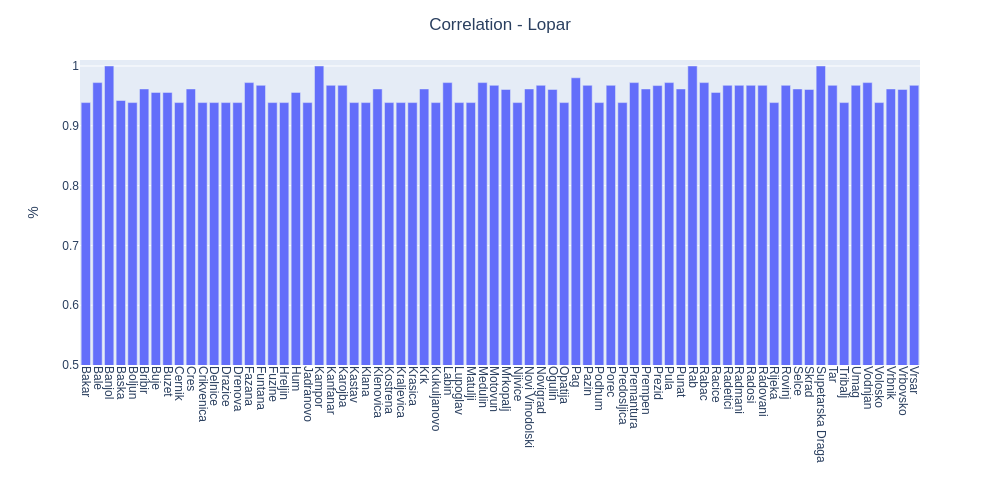 Correlation - Lopar
%
1
0.9
0.8
0.7
0.6
0.5
Bakar
Bale
Banjol
Baska
Boljun
Bribir
Buje
Buzet
Cernik
Cres
Crikvenica
Delnice
Drazice
Drenova
Fazana
Funtana
Fuzine
Hreljin
Hum
Jadranovo
Kampor
Kanfanar
Karojba
Kastav
Klana
Klenovica
Kostrena
Kraljevica
Krasica
Krk
Kukuljanovo
Labin
Lupoglav
Matulji
Medulin
Motovun
Mrkopalj
Njivice
Novi Vinodolski
Novigrad
Ogulin
Opatija
Pag
Pazin
Podhum
Porec
Predosljica
Premantura
Prempen
Prezid
Pula
Punat
Rab
Rabac
Racice
Radetici
Radmani
Radosi
Radovani
Rijeka
Rovinj
Selce
Skrad
Supetarska Draga
Tar
Tribalj
Umag
Vodnjan
Volosko
Vrbnik
Vrbovsko
Vrsar